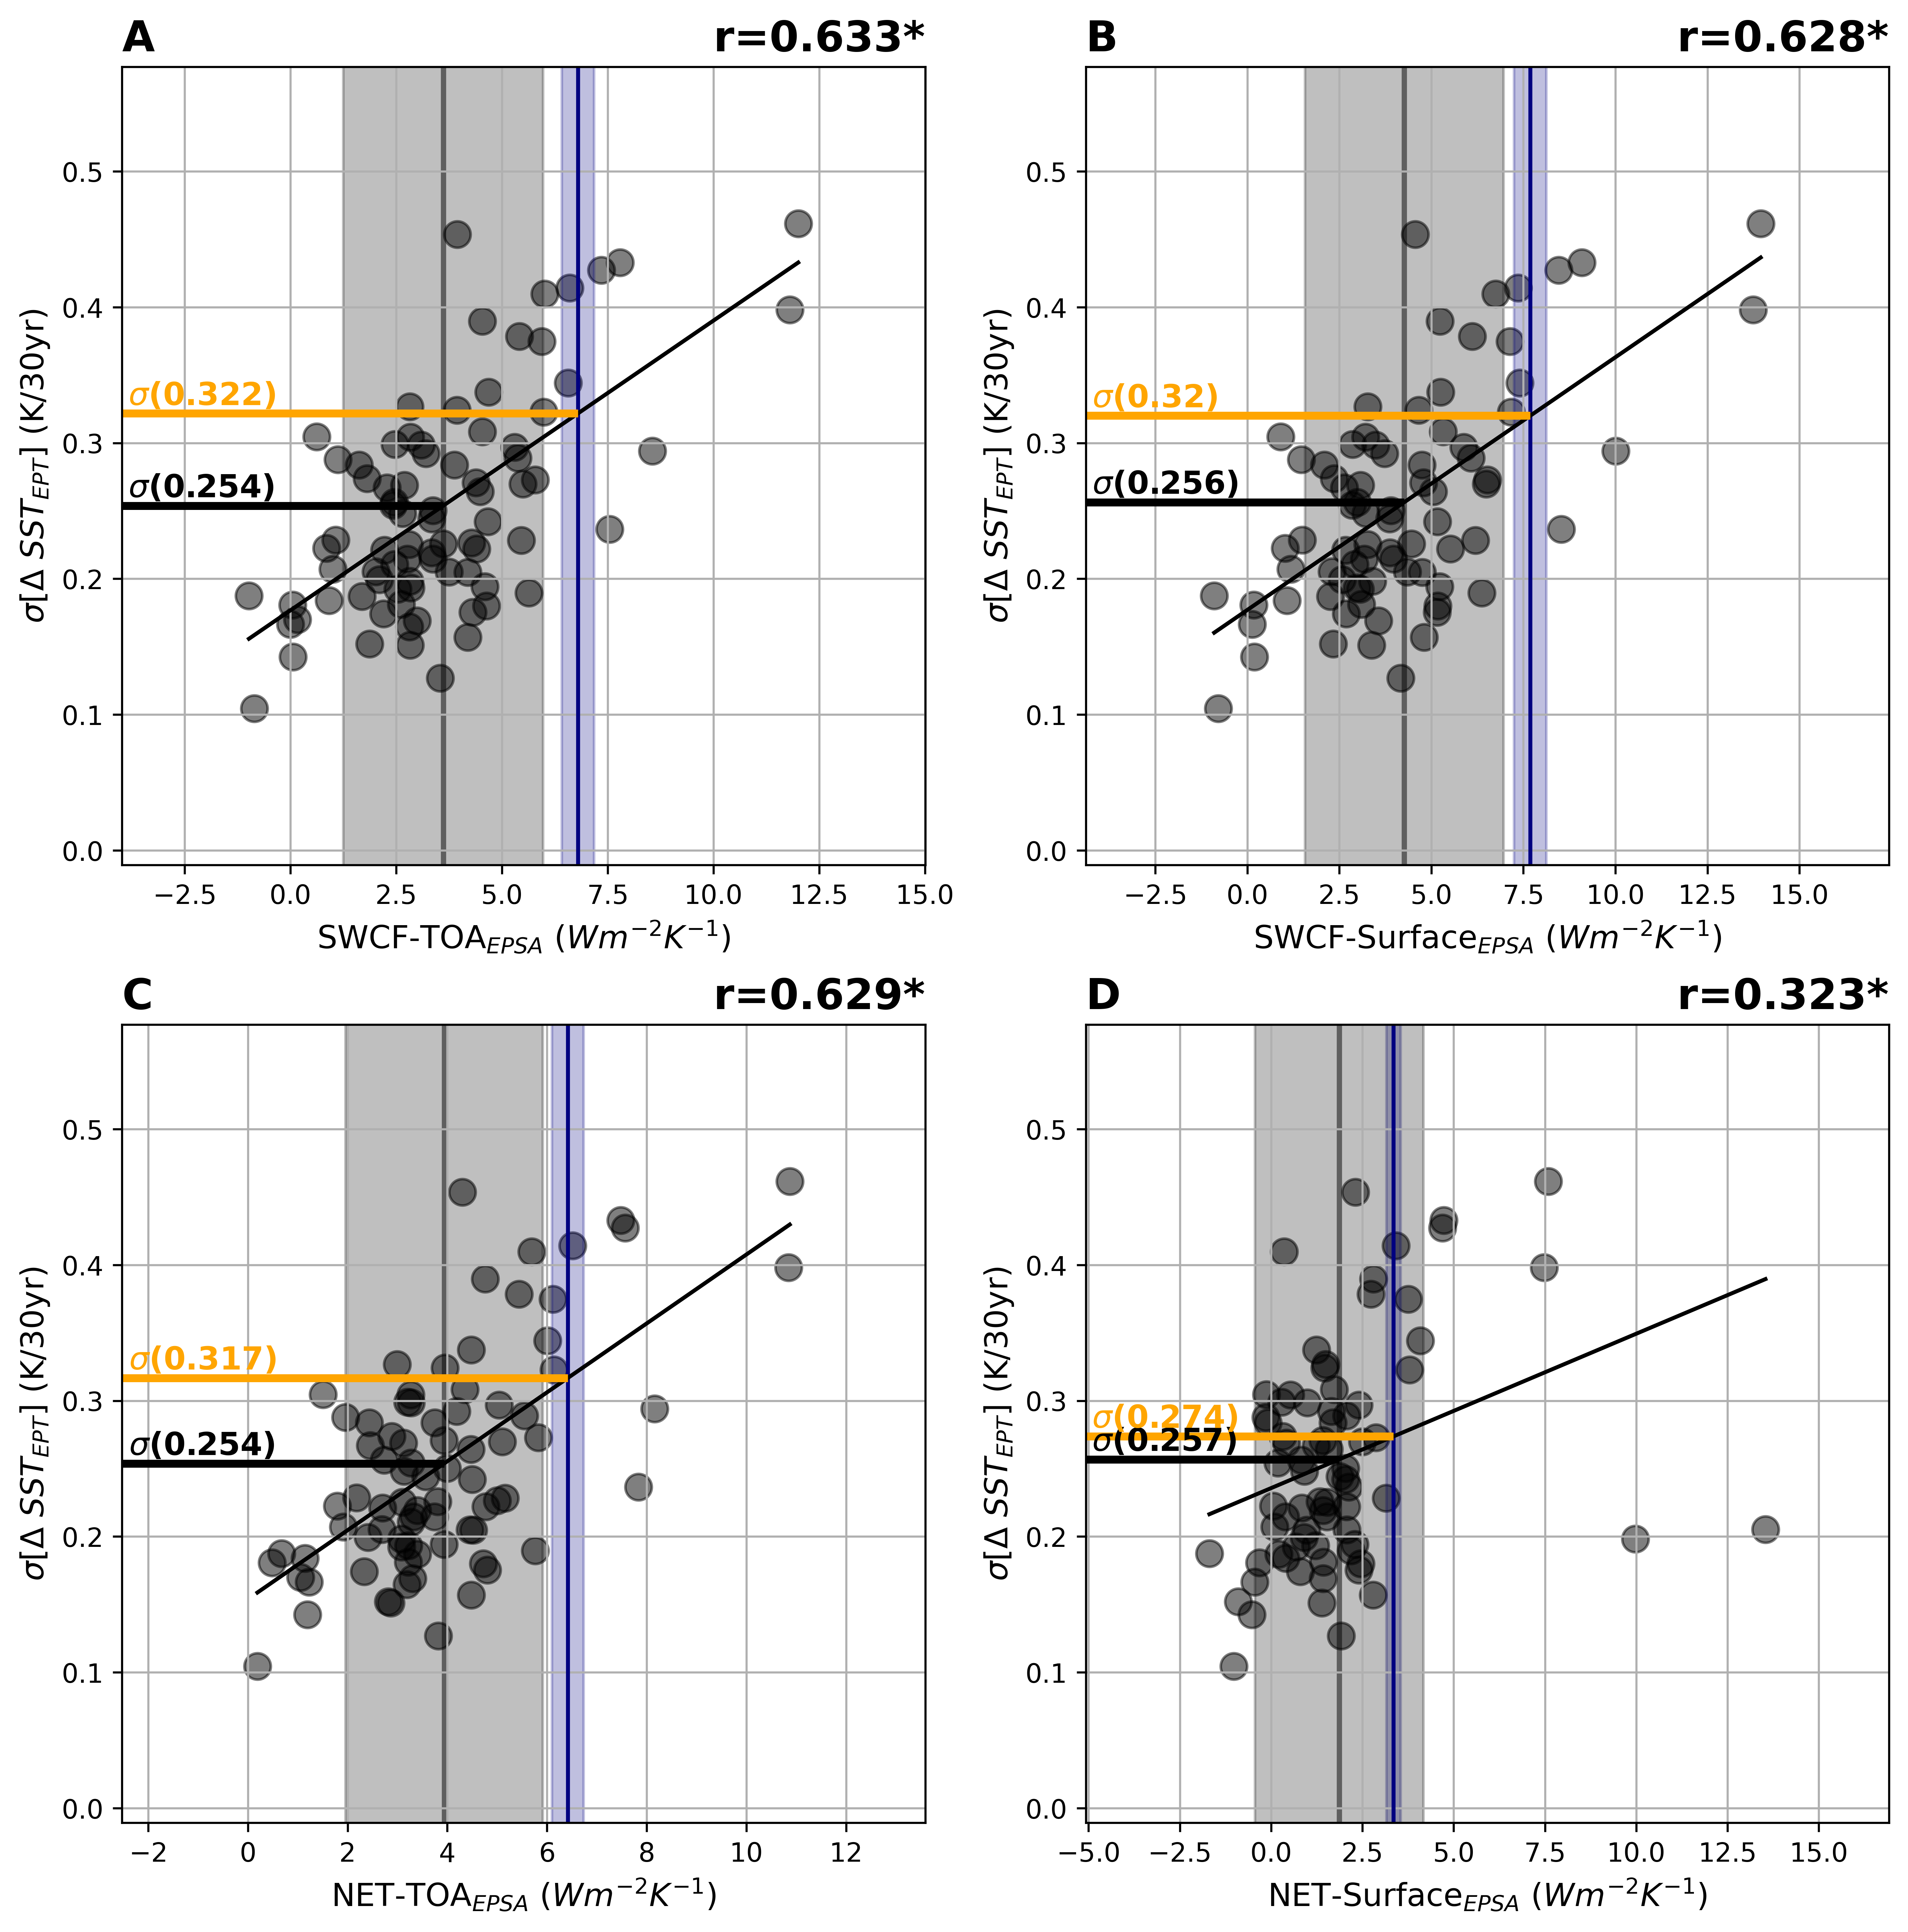 A r=0.633*
B r=0.628*
σ[Δ SST_EPT] (K/30yr)
0.5
0.4
0.3
0.2
0.1
0.0
σ(0.322)
σ(0.254)
−2.5 0.0 2.5 5.0 7.5 10.0 12.5 15.0
SWCF-TOA_EPSA (Wm⁻²K⁻¹)
σ[Δ SST_EPT] (K/30yr)
0.5
0.4
0.3
0.2
0.1
0.0
σ(0.32)
σ(0.256)
−2.5 0.0 2.5 5.0 7.5 10.0 12.5 15.0
SWCF-Surface_EPSA (Wm⁻²K⁻¹)
C r=0.629*
D r=0.323*
σ[Δ SST_EPT] (K/30yr)
0.5
0.4
0.3
0.2
0.1
0.0
σ(0.317)
σ(0.254)
−2 0 2 4 6 8 10 12
NET-TOA_EPSA (Wm⁻²K⁻¹)
σ[Δ SST_EPT] (K/30yr)
0.5
0.4
0.3
0.2
0.1
0.0
σ(0.274)
σ(0.257)
−5.0 −2.5 0.0 2.5 5.0 7.5 10.0 12.5 15.0
NET-Surface_EPSA (Wm⁻²K⁻¹)